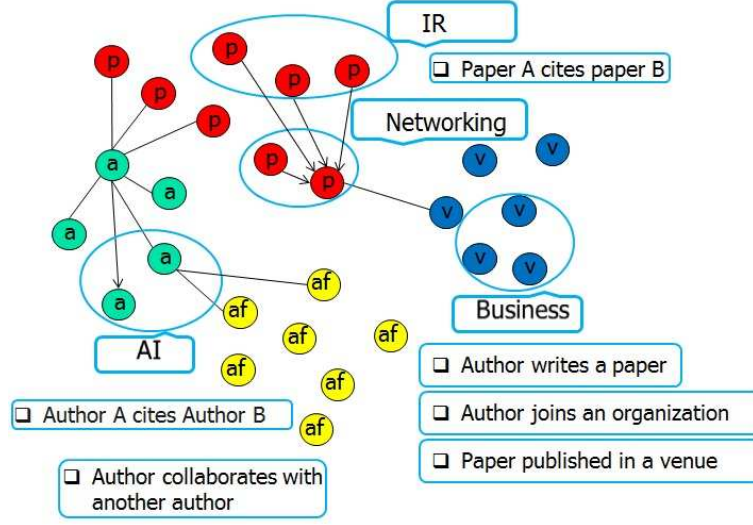 IR
p
p
p
p
❑ Paper A cites paper B
p
p
Networking
p
v
v
a
p
p
a
v
v
a
a
v
v
af
a
af
Business
af
af
AI
af
af
❑ Author writes a paper
❑ Author A cites Author B
af
❑ Author joins an organization
❑ Author collaborates with
another author
❑ Paper published in a venue